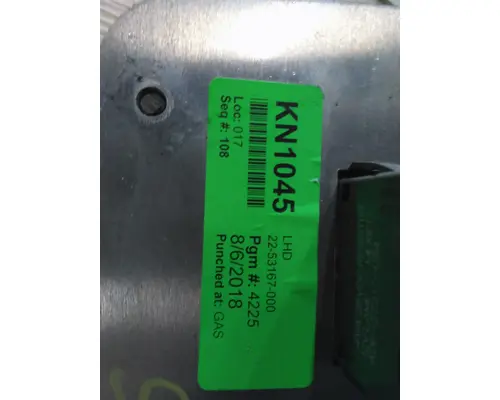 KN1045
Loc: 017
Seq #: 108
LHD
22-53167-000
Pgm #: 4225
8/6/2018
Punched at: GAS